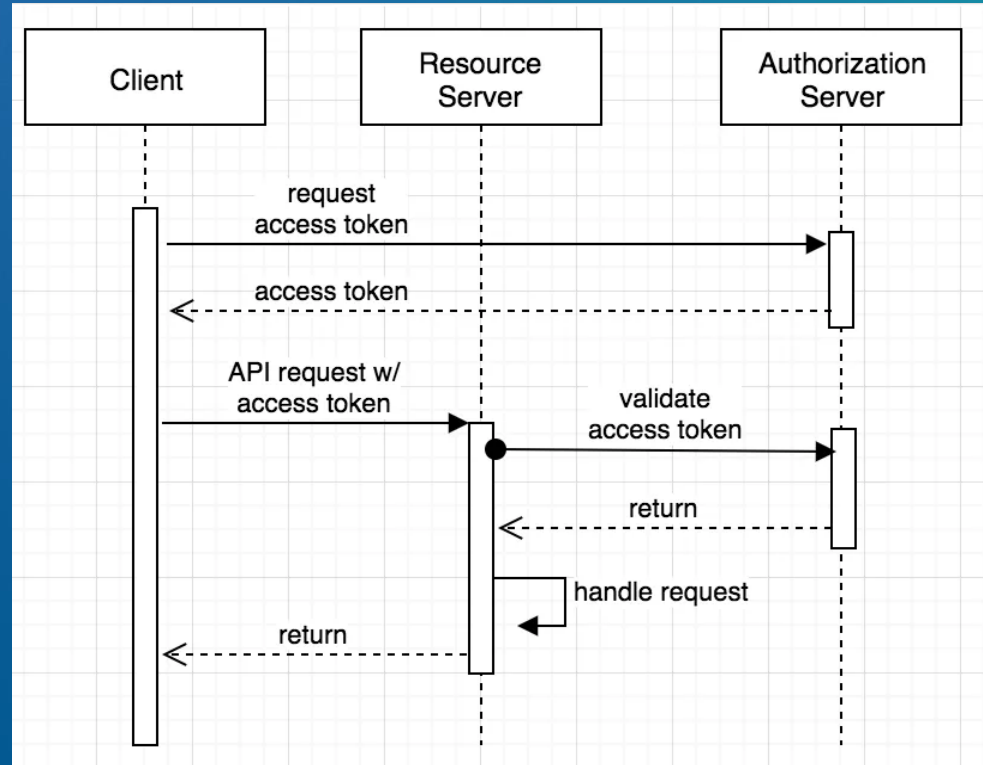 Client
Resource
Server
Authorization
Server
request
access token
access token
API request w/
access token
validate
access token
return
handle request
return